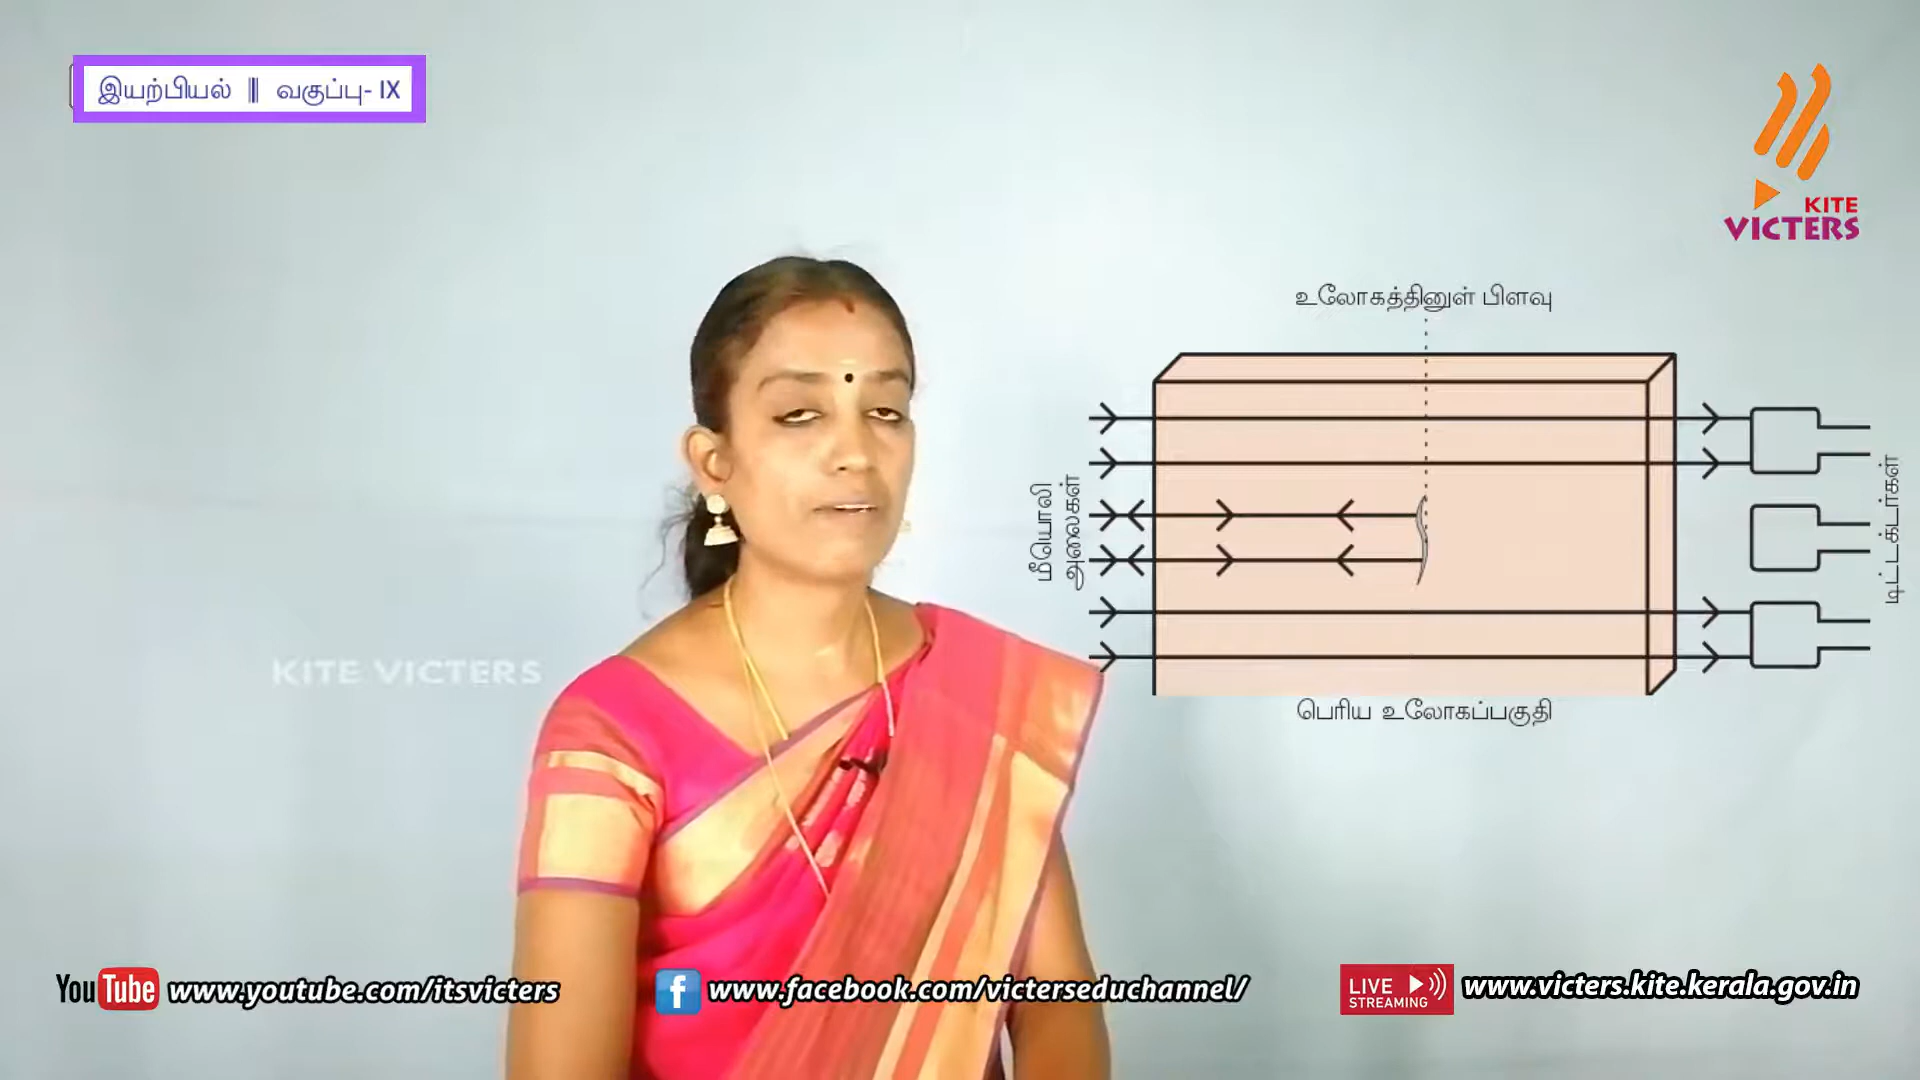 இயற்பியல் || வகுப்பு- IX
KITE
VICTERS
உலோகத்தினுள் பிளவு
மீயொலி
அலைகள்
டிட்டக்டர்கள்
KITE VICTERS
பெரிய உலோகப்பகுதி
YouTube www.youtube.com/itsvicters
f www.facebook.com/victerseduchannel/
LIVE
STREAMING
www.victers.kite.kerala.gov.in